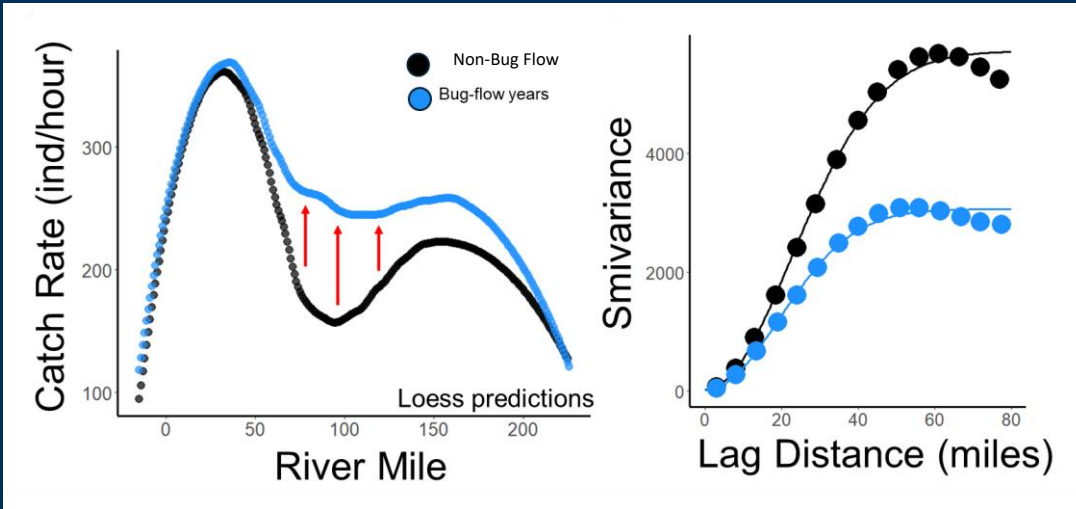 Catch Rate (ind/hour)
300
200
100
Non-Bug Flow
Bug-flow years
Loess predictions
0
50
100
150
200
River Mile
Smivariance
4000
2000
0
0
20
40
60
80
Lag Distance (miles)